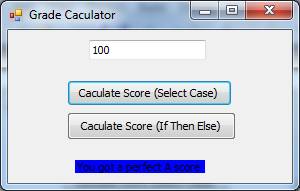 Grade Caculator
100
Caculate Score (Select Case)
Caculate Score (If Then Else)
You got a perfect A score